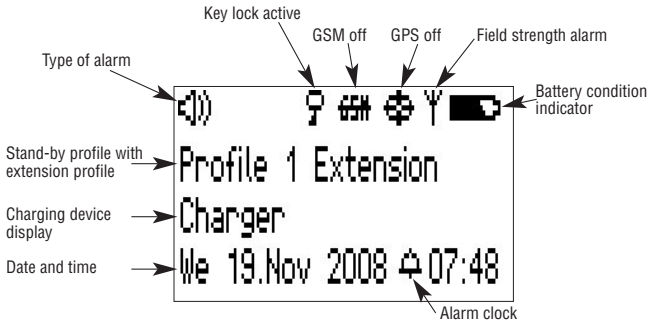 Key lock active
GSM off
GPS off
Field strength alarm
Type of alarm
Battery condition
indicator
GSM
Stand-by profile with
extension profile
Profile 1 Extension
Charging device
display
Charger
Date and time
We 19.Nov 2008 07:48
Alarm clock